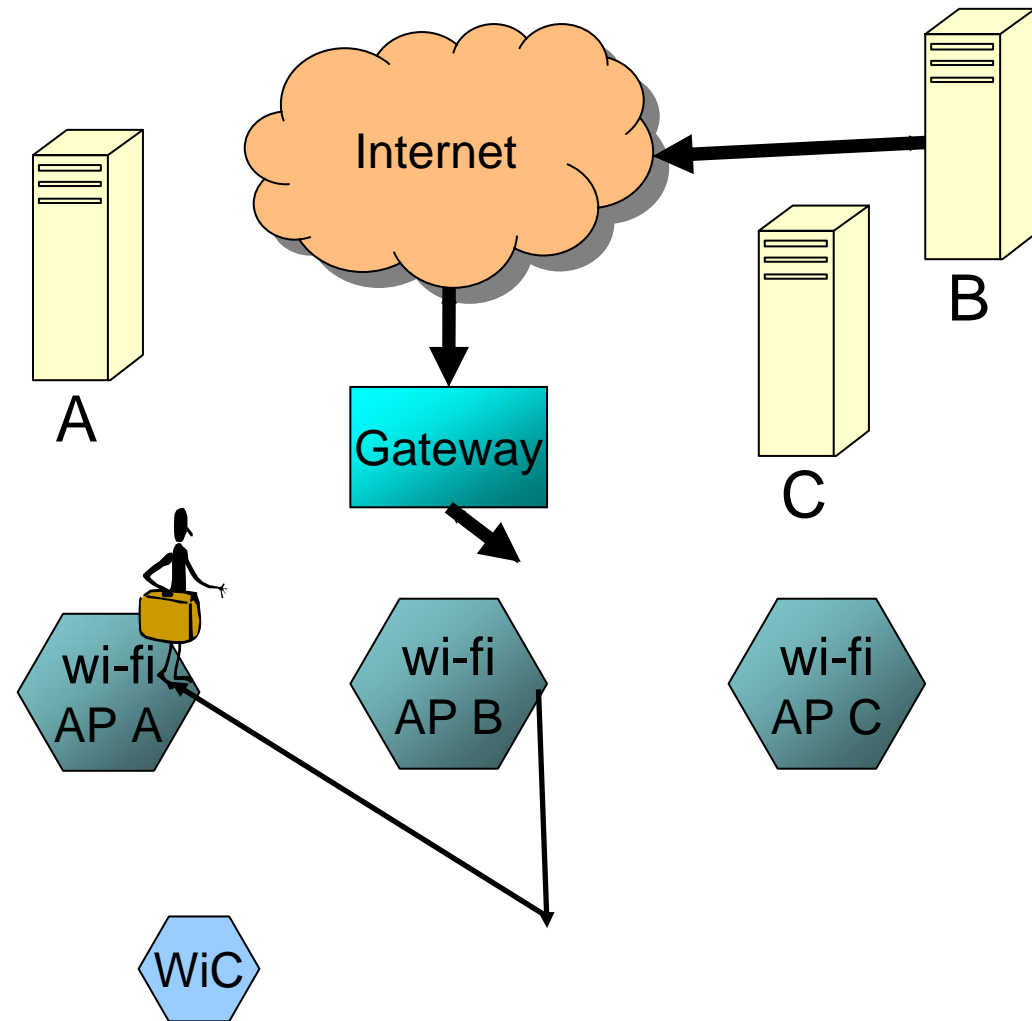 Internet
B
A
C
Gateway
wi-fi
AP A
wi-fi
AP B
wi-fi
AP C
WiC